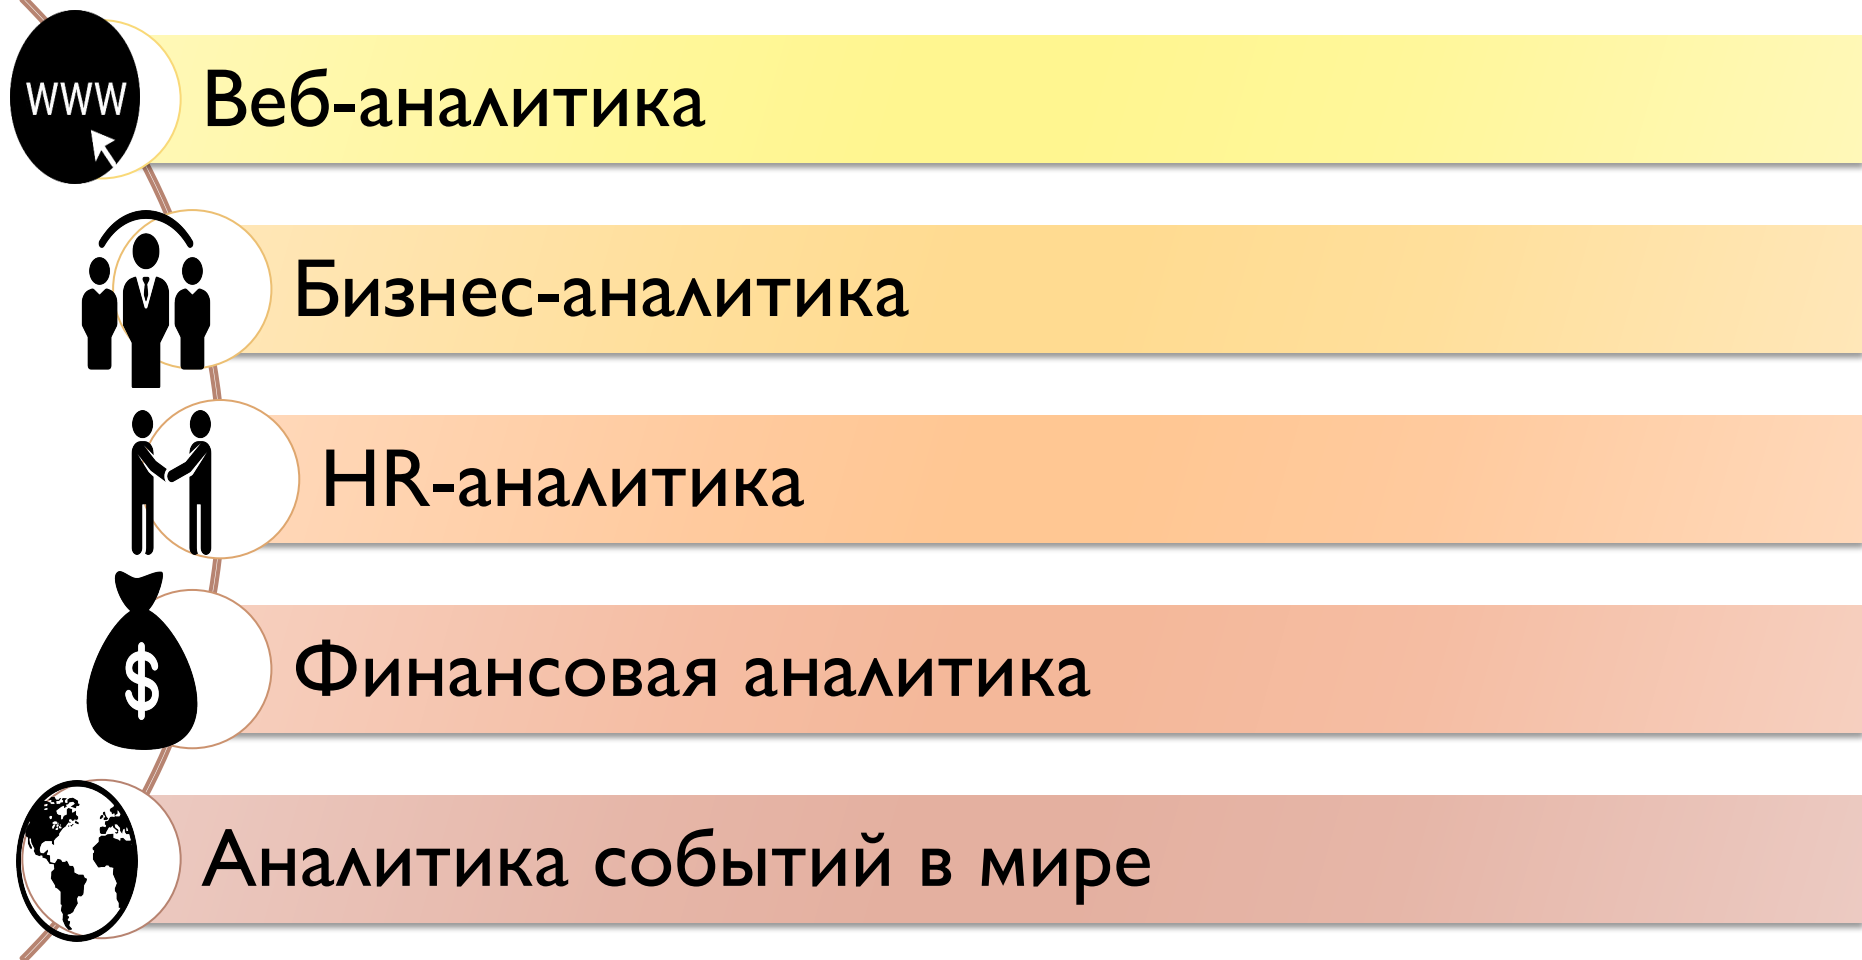 www
Веб-аналитика
Бизнес-аналитика
HR-аналитика
$
Финансовая аналитика
Аналитика событий в мире